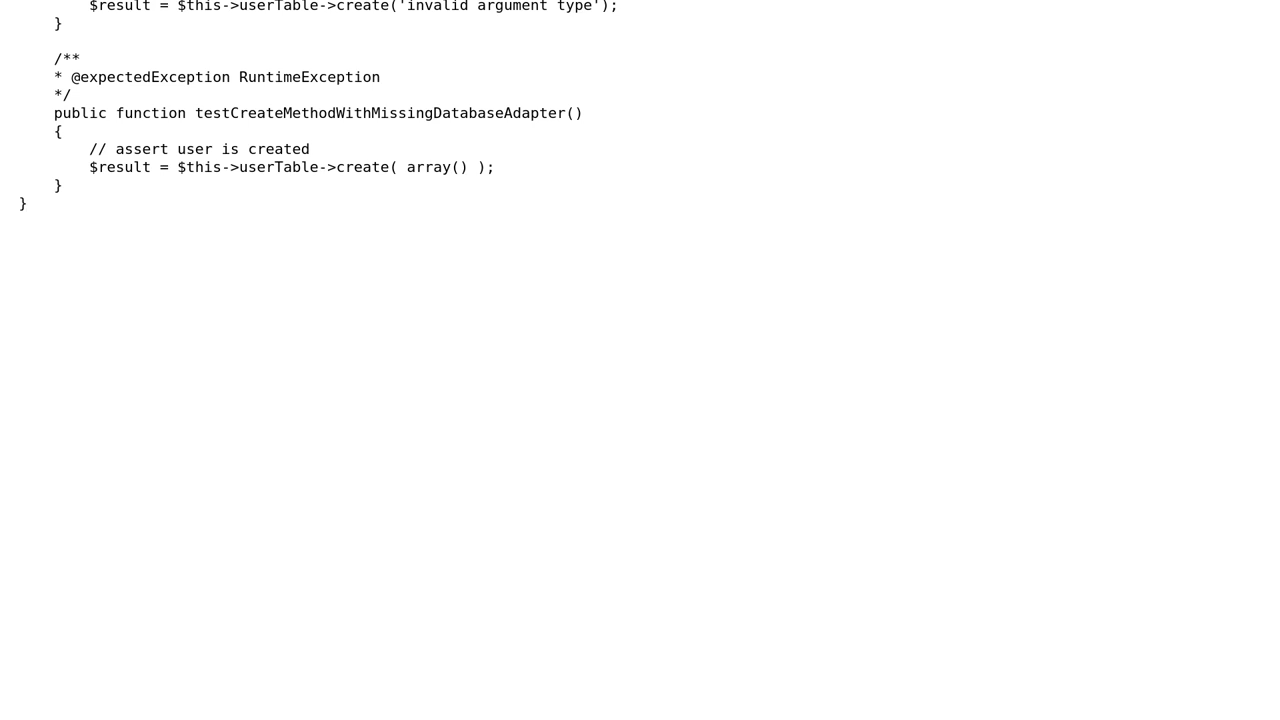 $result = $this->userTable->create('invalid argument type');
    }

    /**
    * @expectedException RuntimeException
    */
    public function testCreateMethodWithMissingDatabaseAdapter()
    {
        // assert user is created
        $result = $this->userTable->create( array() );
    }
}